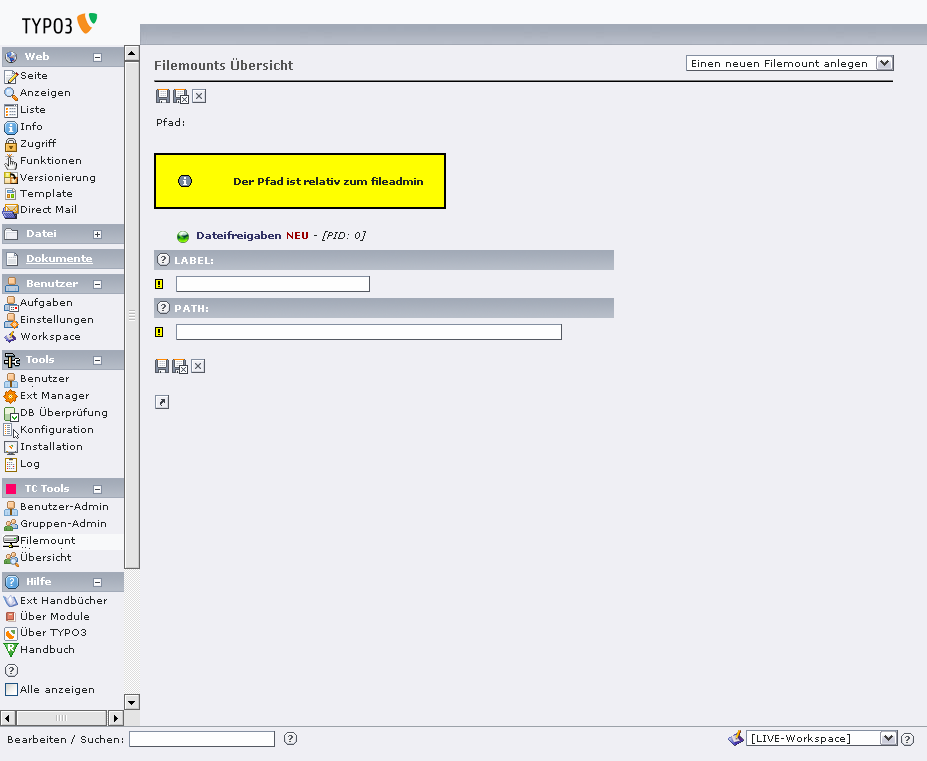 TYPO3
Web
Seite
Anzeigen
Liste
Info
Zugriff
Funktionen
Versionierung
Template
Direct Mail
Datei
Dokumente
Benutzer
Aufgaben
Einstellungen
Workspace
Tools
Benutzer
Ext Manager
DB Überprüfung
Konfiguration
Installation
Log
TC Tools
Benutzer-Admin
Gruppen-Admin
Filemount
Übersicht
Hilfe
Ext Handbücher
Über Module
Über TYPO3
Handbuch
Alle anzeigen
Filemounts Übersicht
Einen neuen Filemount anlegen
Pfad:
Der Pfad ist relativ zum fileadmin
Dateifreigaben NEU - [PID: 0]
LABEL:
PATH:
Bearbeiten / Suchen:
[LIVE-Workspace]